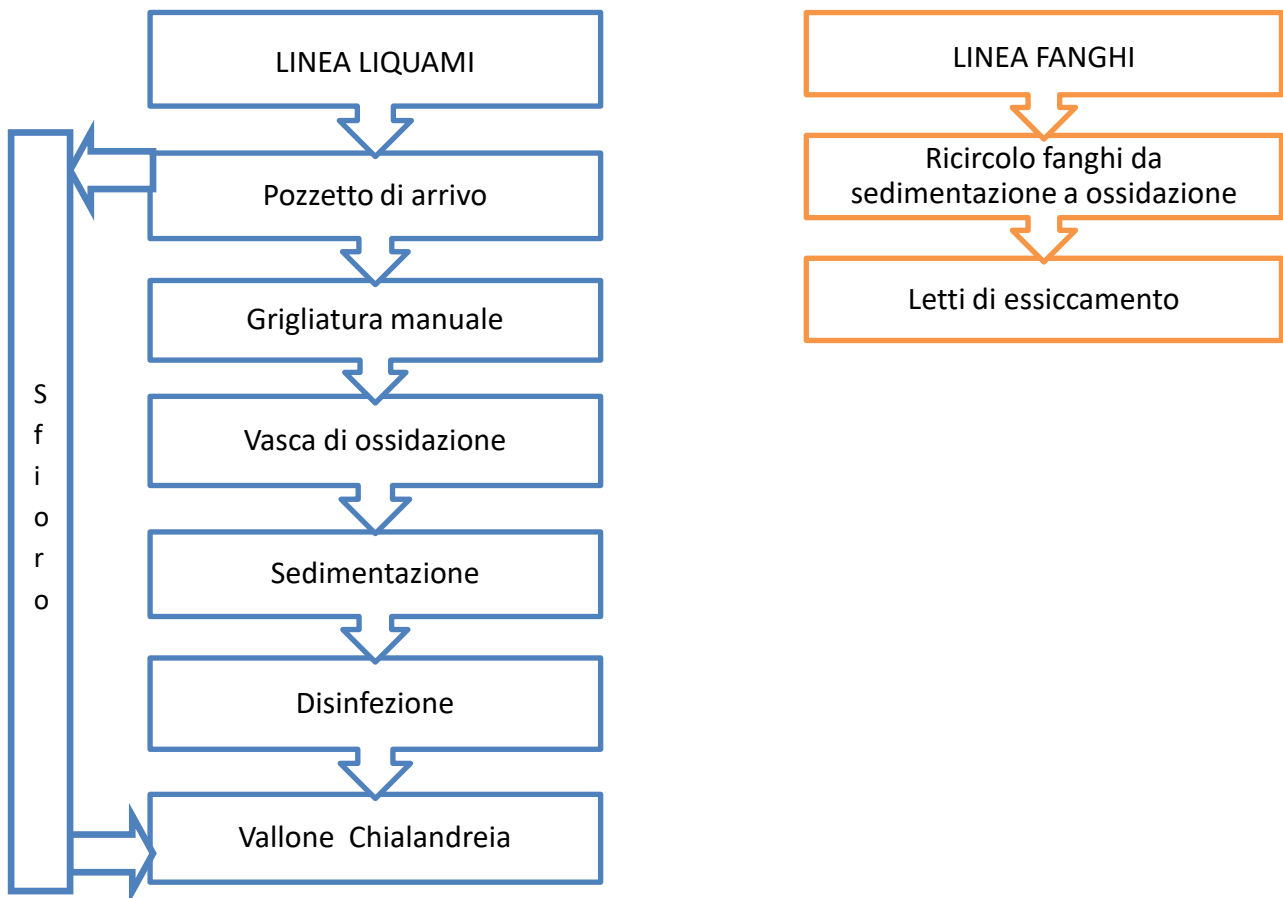 LINEA LIQUAMI
Pozzetto di arrivo
Grigliatura manuale
Vasca di ossidazione
Sedimentazione
Disinfezione
Vallone Chialandreia
S
f
i
o
r
o
LINEA FANGHI
Ricircolo fanghi da
sedimentazione a ossidazione
Letti di essiccamento